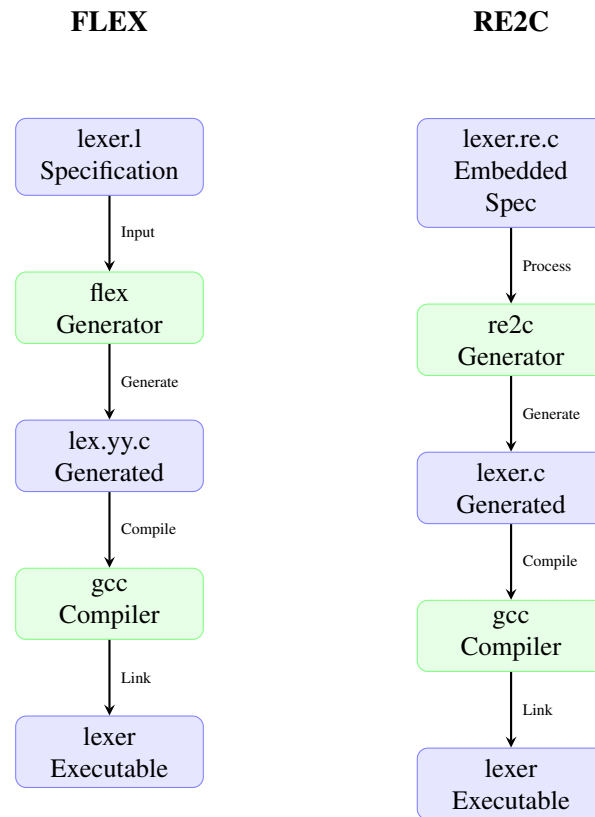 FLEX
lexer.l
Specification
Input
flex
Generator
Generate
lex.yy.c
Generated
Compile
gcc
Compiler
Link
lexer
Executable
RE2C
lexer.re.c
Embedded
Spec
Process
re2c
Generator
Generate
lexer.c
Generated
Compile
gcc
Compiler
Link
lexer
Executable